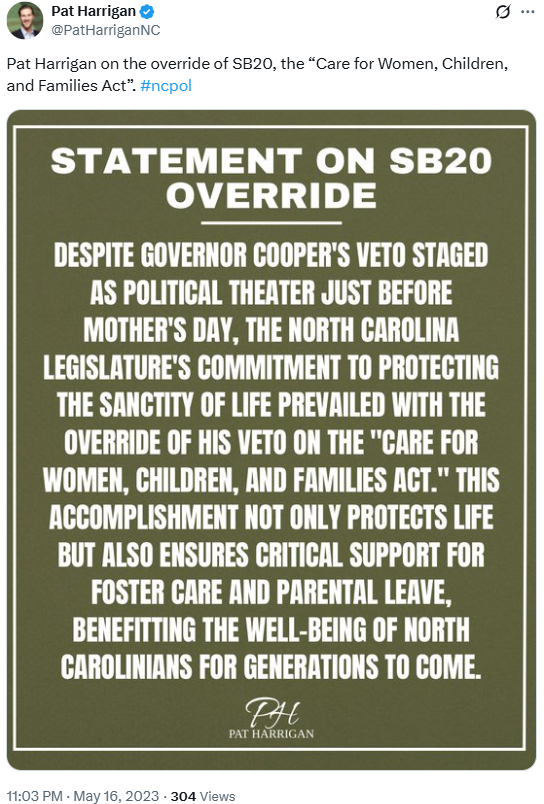 Pat Harrigan
@PatHarriganNC
Pat Harrigan on the override of SB20, the “Care for Women, Children,
and Families Act”. #ncpol
STATEMENT ON SB20
OVERRIDE
DESPITE GOVERNOR COOPER'S VETO STAGED
AS POLITICAL THEATER JUST BEFORE
MOTHER'S DAY, THE NORTH CAROLINA
LEGISLATURE'S COMMITMENT TO PROTECTING
THE SANCTITY OF LIFE PREVAILED WITH THE
OVERRIDE OF HIS VETO ON THE "CARE FOR
WOMEN, CHILDREN, AND FAMILIES ACT." THIS
ACCOMPLISHMENT NOT ONLY PROTECTS LIFE
BUT ALSO ENSURES CRITICAL SUPPORT FOR
FOSTER CARE AND PARENTAL LEAVE,
BENEFITTING THE WELL-BEING OF NORTH
CAROLINIANS FOR GENERATIONS TO COME.
PH
PAT HARRIGAN
11:03 PM · May 16, 2023 · 304 Views